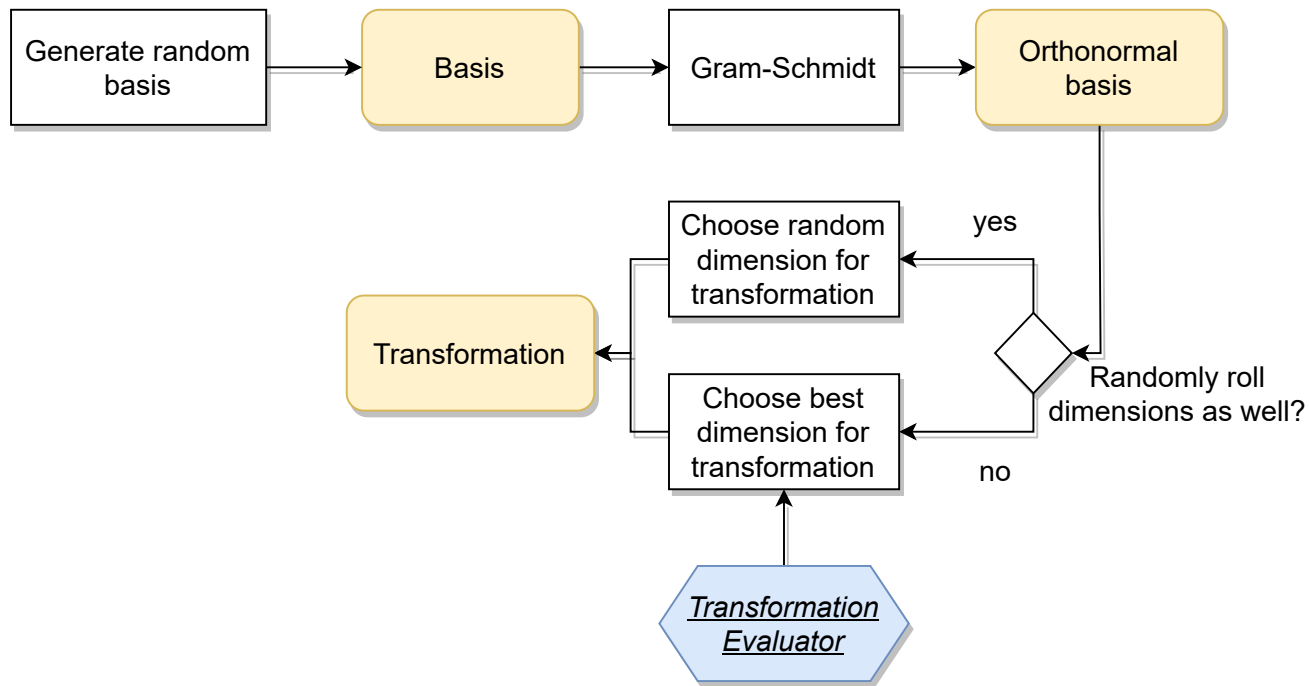 Generate random
basis
Basis
Gram-Schmidt
Orthonormal
basis
Choose random
dimension for
transformation
yes
Transformation
Randomly roll
dimensions as well?
Choose best
dimension for
transformation
no
Transformation
Evaluator